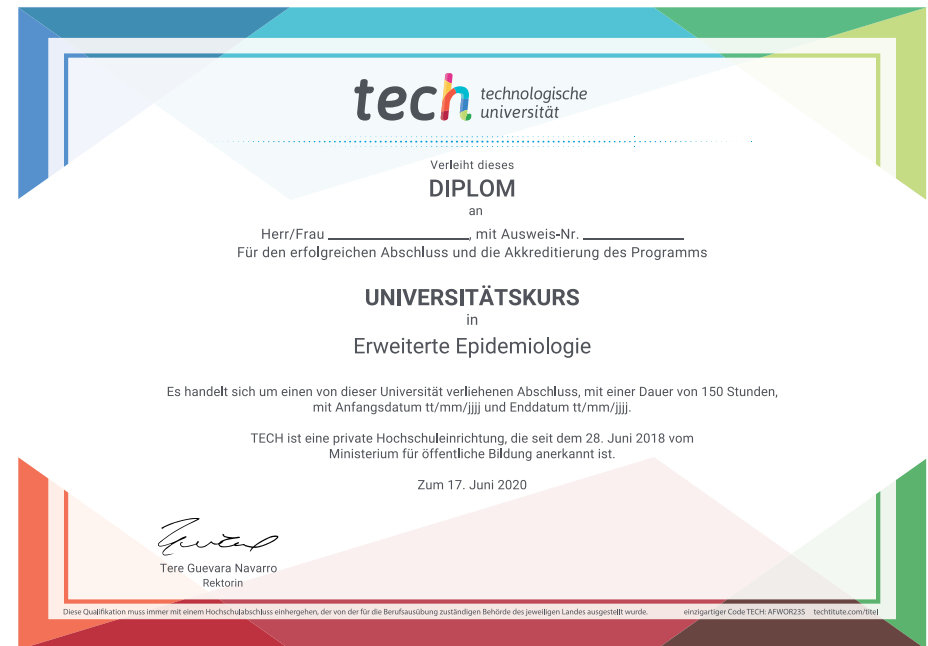 tech technologische
universität
Verleiht dieses
DIPLOM
an
Herr/Frau ____________________, mit Ausweis-Nr. ______________
Für den erfolgreichen Abschluss und die Akkreditierung des Programms
UNIVERSITÄTSKURS
in
Erweiterte Epidemiologie
Es handelt sich um einen von dieser Universität verliehenen Abschluss, mit einer Dauer von 150 Stunden,
mit Anfangsdatum tt/mm/jjjj und Enddatum tt/mm/jjjj.
TECH ist eine private Hochschuleinrichtung, die seit dem 28. Juni 2018 vom
Ministerium für öffentliche Bildung anerkannt ist.
Zum 17. Juni 2020
Tere Guevara Navarro
Rektorin
Diese Qualifikation muss immer mit einem Hochschulabschluss einhergehen, der von der für die Berufsausübung zuständigen Behörde des jeweiligen Landes ausgestellt wurde. einzigartiger Code TECH: AFWOR23S techtitute.com/titel